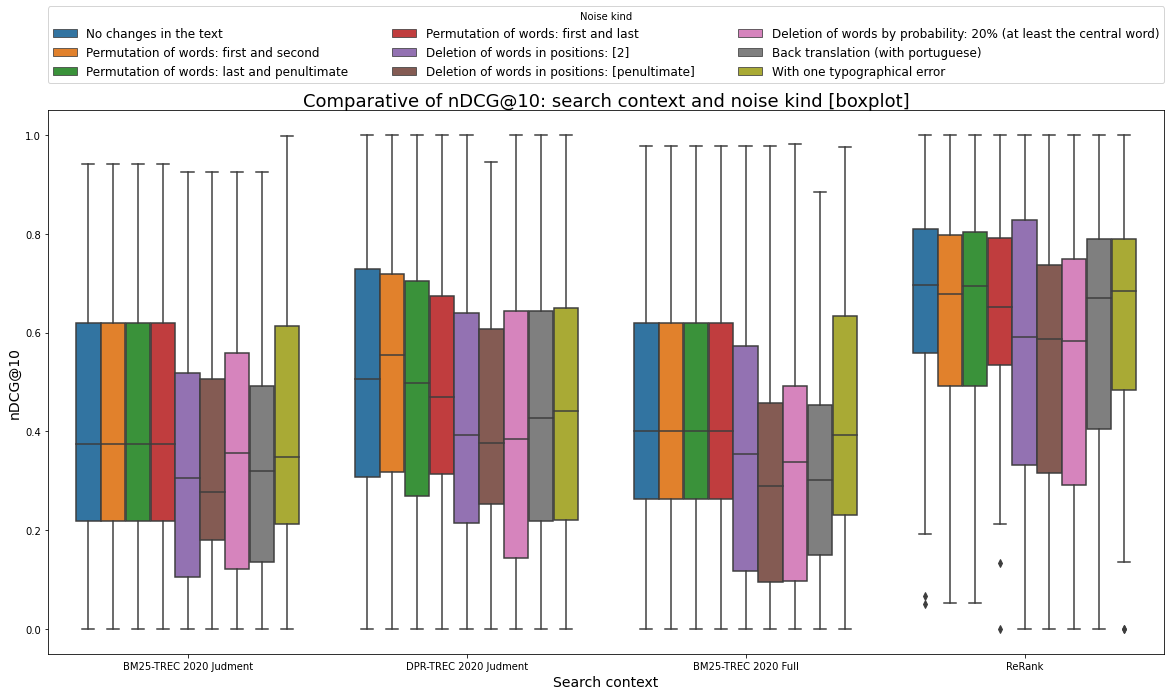 Noise kind
No changes in the text
Permutation of words: first and second
Permutation of words: last and penultimate
Permutation of words: first and last
Deletion of words in positions: [2]
Deletion of words in positions: [penultimate]
Deletion of words by probability: 20% (at least the central word)
Back translation (with portuguese)
With one typographical error
Comparative of nDCG@10: search context and noise kind [boxplot]
nDCG@10
1.0
0.8
0.6
0.4
0.2
0.0
BM25-TREC 2020 Judment
DPR-TREC 2020 Judment
BM25-TREC 2020 Full
ReRank
Search context